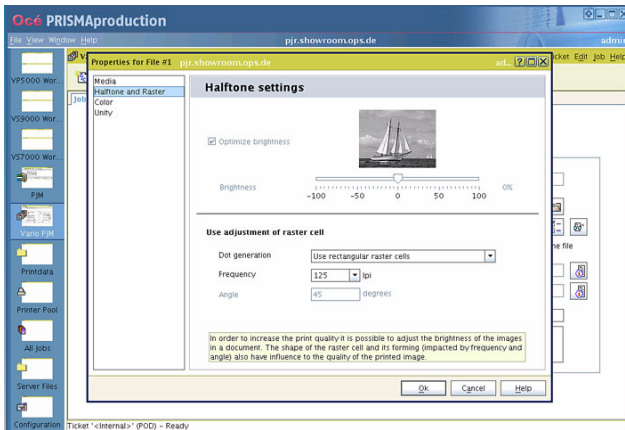 Océ PRISMAproduction
File View Window Help
pjr.showroom.ops.de
admi
VP5000 Wor...
VS9000 Wor...
VS7000 Wor...
PJM
Vario PJM
Printdata
Printer Pool
All Jobs
Server Files
Configuration
Job
icket Edit Job Help
Properties for File #1 pjr.showroom.ops.de
ad...
Media
Halftone and Raster
Color
Unity
Halftone settings
Optimize brightness
Brightness
-100 -50 0 50 100
0%
Use adjustment of raster cell
Dot generation Use rectangular raster cells
Frequency 125 lpi
Angle 45 degrees
In order to increase the print quality it is possible to adjust the brightness of the images
in a document. The shape of the raster cell and its forming (impacted by frequency and
angle) also have influence to the quality of the printed image.
Ok Cancel Help
ne file
Ticket '<Internal>' (POD) - Ready